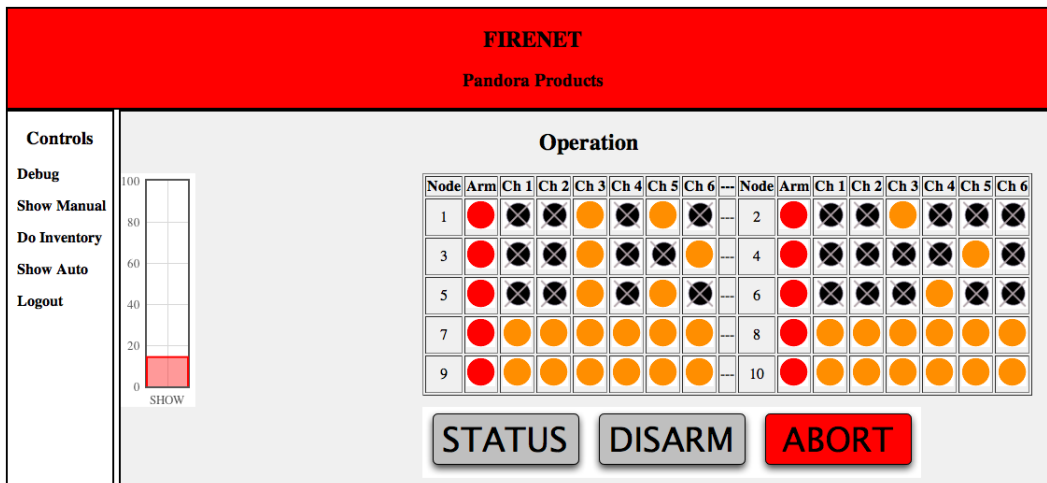 FIRENET
Pandora Products
Controls
Debug
Show Manual
Do Inventory
Show Auto
Logout
100
80
60
40
20
0
SHOW
Operation
Node Arm Ch 1 Ch 2 Ch 3 Ch 4 Ch 5 Ch 6 --- Node Arm Ch 1 Ch 2 Ch 3 Ch 4 Ch 5 Ch 6
1 --- 2
3 --- 4
5 --- 6
7 --- 8
9 --- 10
STATUS DISARM ABORT